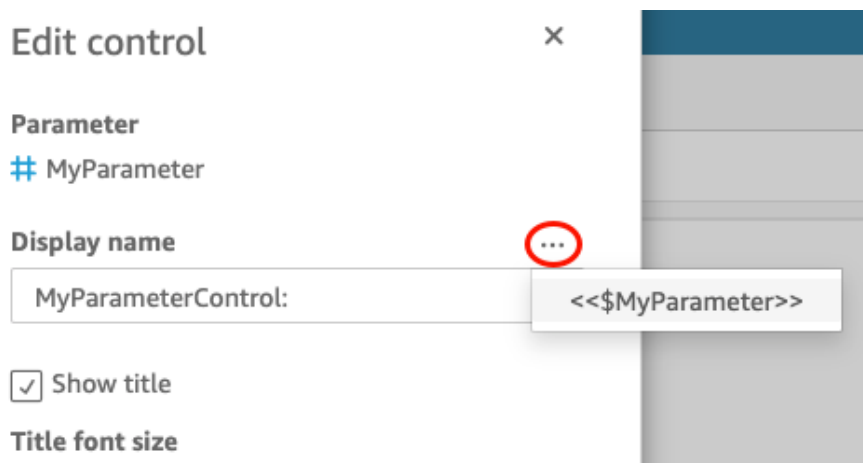 Edit control
Parameter
# MyParameter
Display name
...
MyParameterControl:
<<$MyParameter>>
Show title
Title font size